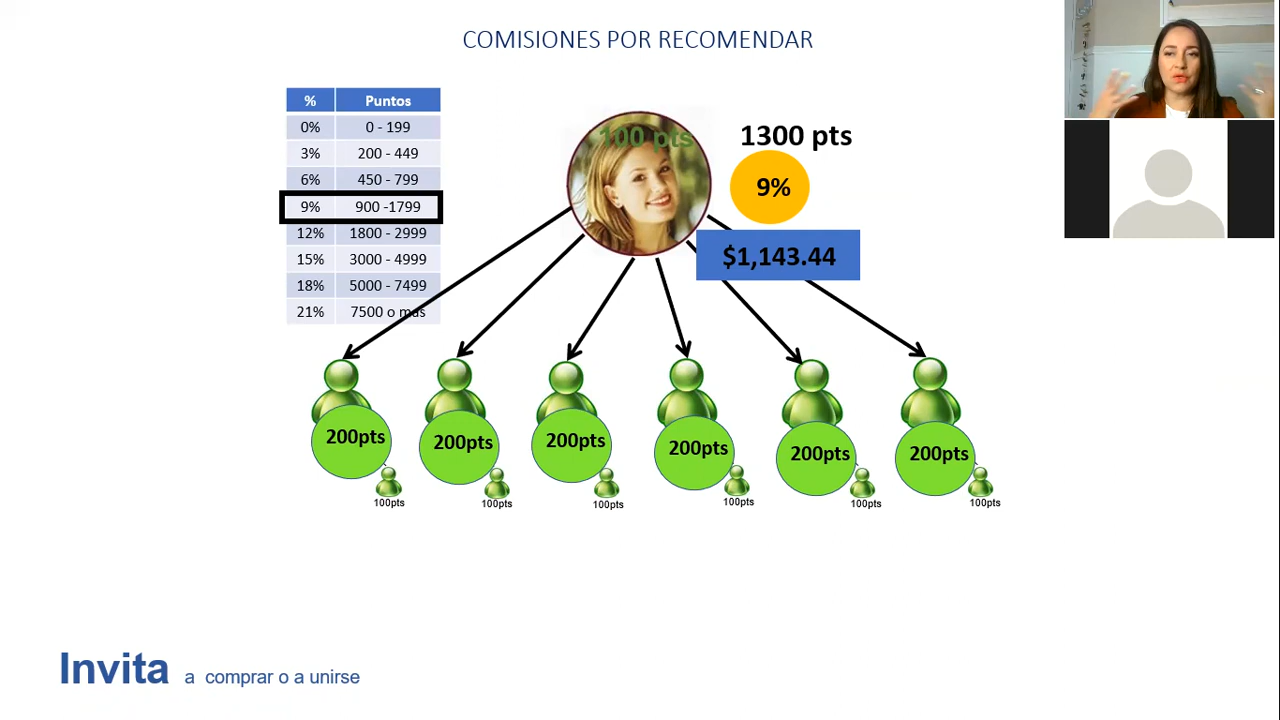 COMISIONES POR RECOMENDAR
% Puntos
0% 0 - 199
3% 200 - 449
6% 450 - 799
9% 900 -1799
12% 1800 - 2999
15% 3000 - 4999
18% 5000 - 7499
21% 7500 o mas
100 pts
1300 pts
9%
$1,143.44
200pts 200pts 200pts 200pts 200pts 200pts
100pts 100pts 100pts 100pts 100pts 100pts
Invita a comprar o a unirse